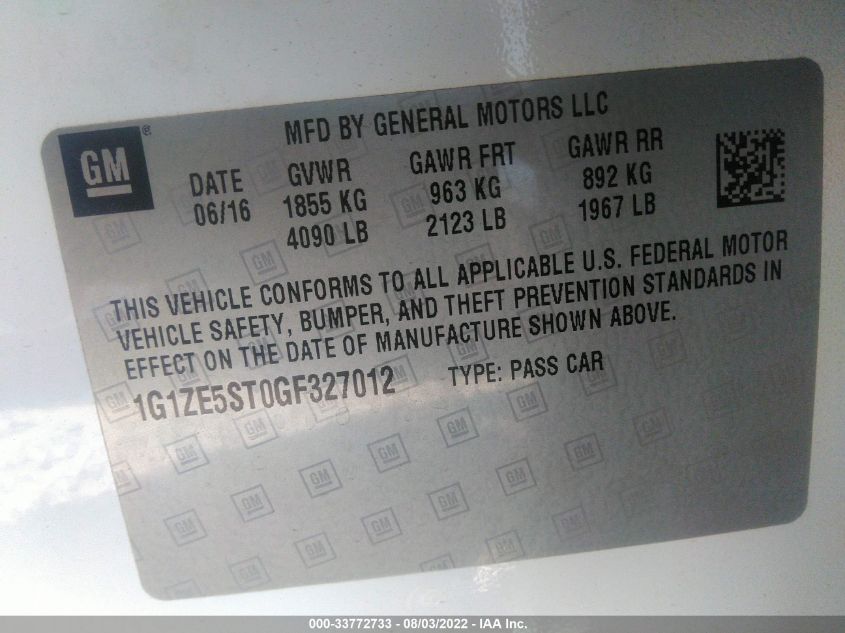 MFD BY GENERAL MOTORS LLC
GM®
DATE GVWR GAWR FRT GAWR RR
06/16 1855 KG 963 KG 892 KG
4090 LB 2123 LB 1967 LB
THIS VEHICLE CONFORMS TO ALL APPLICABLE U.S. FEDERAL MOTOR
VEHICLE SAFETY, BUMPER, AND THEFT PREVENTION STANDARDS IN
EFFECT ON THE DATE OF MANUFACTURE SHOWN ABOVE.
1G1ZE5ST0GF327012 TYPE: PASS CAR
000-33772733 - 08/03/2022 - IAA Inc.